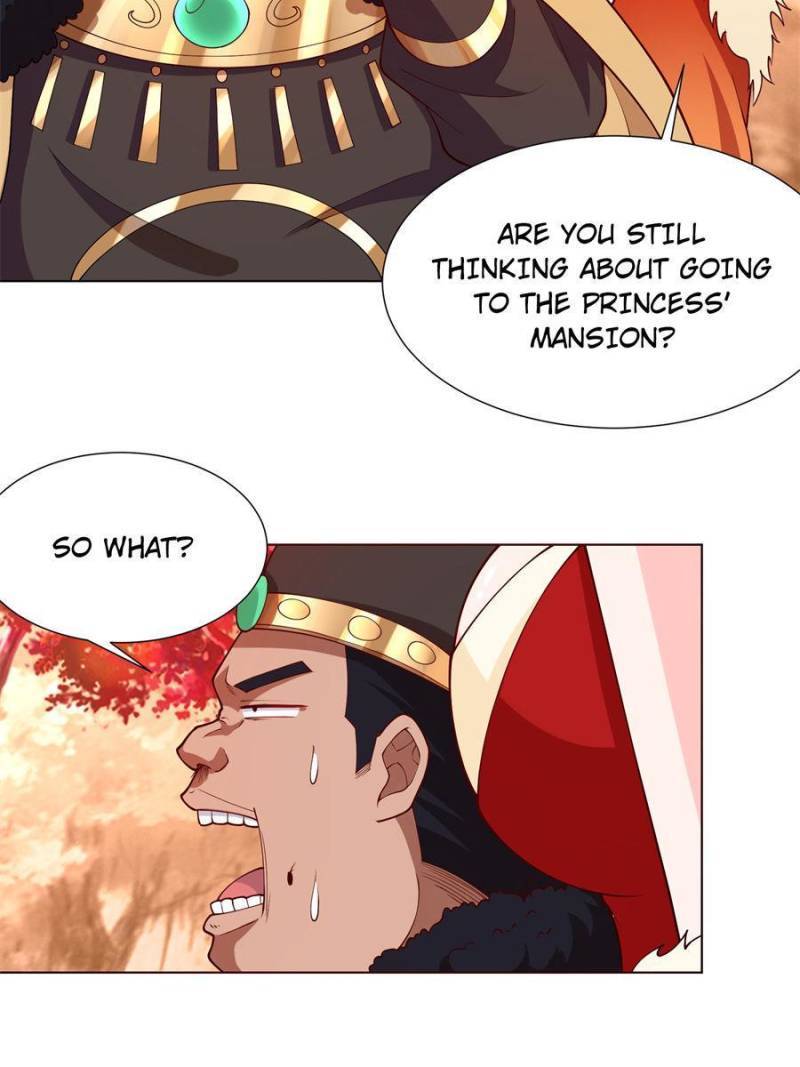 ARE YOU STILL
THINKING ABOUT GOING
TO THE PRINCESS'
MANSION?
SO WHAT?